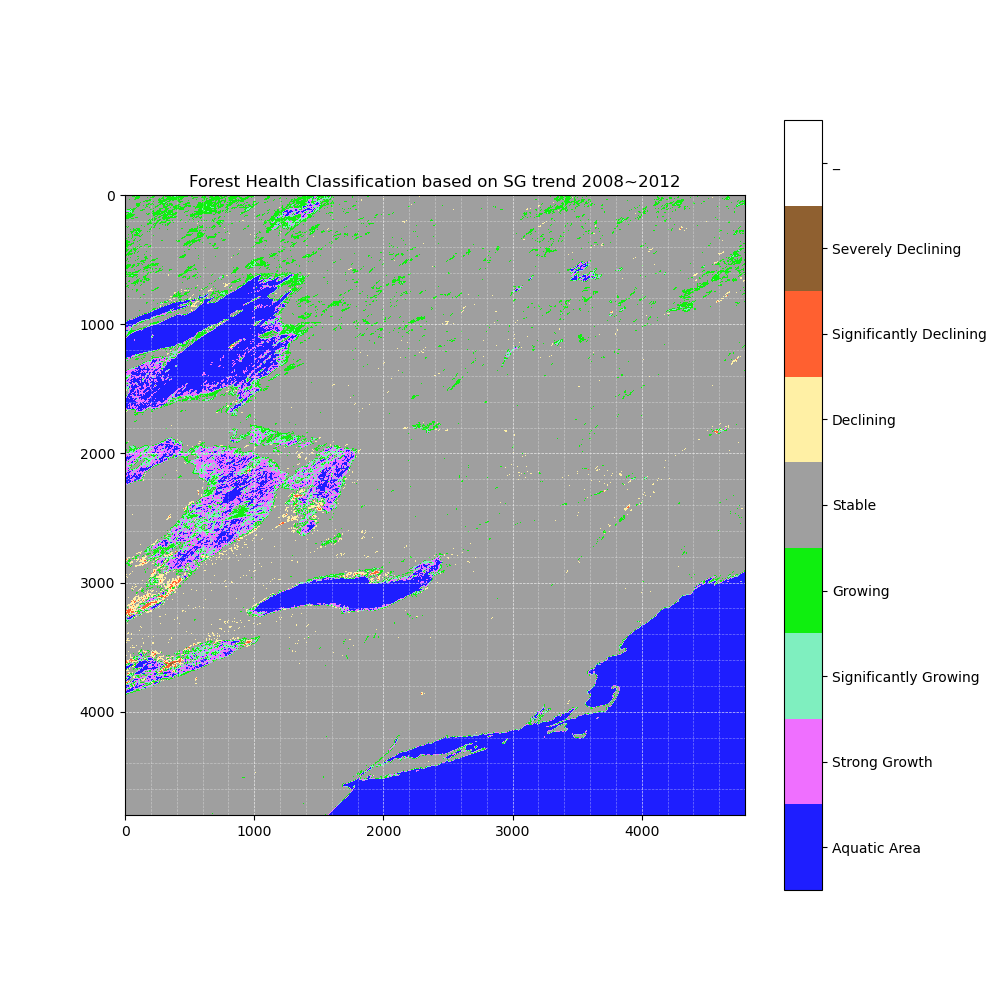 Forest Health Classification based on SG trend 2008~2012
0
1000
2000
3000
4000
0
1000
2000
3000
4000
–
Severely Declining
Significantly Declining
Declining
Stable
Growing
Significantly Growing
Strong Growth
Aquatic Area